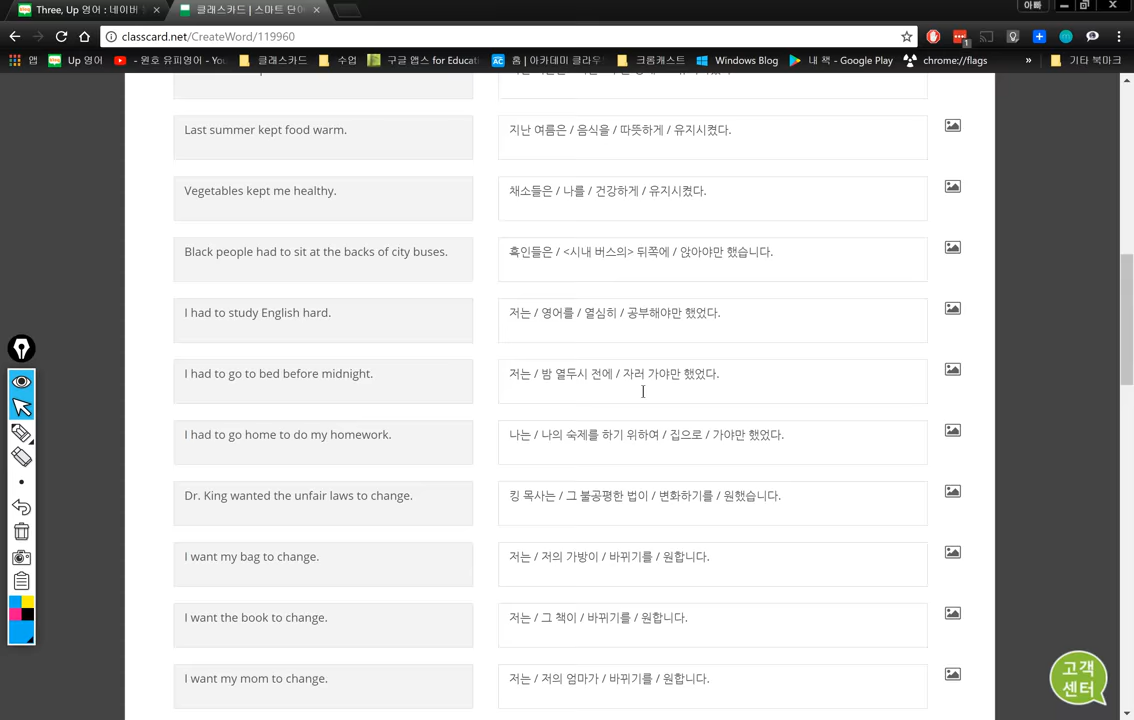 Three, Up 영어 : 네이버
클래스카드 | 스마트 단어
아빠
classcard.net/CreateWord/119960
앱
Up 영어
- 원호 유피영어 - You
클래스카드
수업
구글 앱스 for Educati
홈 | 아카데미 클라우
크롬캐스트
Windows Blog
내 책 - Google Play
chrome://flags
»
기타 북마크
Last summer kept food warm.
지난 여름은 / 음식을 / 따뜻하게 / 유지시켰다.
Vegetables kept me healthy.
채소들은 / 나를 / 건강하게 / 유지시켰다.
Black people had to sit at the backs of city buses.
흑인들은 / <시내 버스의> 뒤쪽에 / 앉아야만 했습니다.
I had to study English hard.
저는 / 영어를 / 열심히 / 공부해야만 했었다.
I had to go to bed before midnight.
저는 / 밤 열두시 전에 / 자러 가야만 했었다.
I had to go home to do my homework.
나는 / 나의 숙제를 하기 위하여 / 집으로 / 가야만 했었다.
Dr. King wanted the unfair laws to change.
킹 목사는 / 그 불공평한 법이 / 변화하기를 / 원했습니다.
I want my bag to change.
저는 / 저의 가방이 / 바뀌기를 / 원합니다.
I want the book to change.
저는 / 그 책이 / 바뀌기를 / 원합니다.
I want my mom to change.
저는 / 저의 엄마가 / 바뀌기를 / 원합니다.
고객
센터